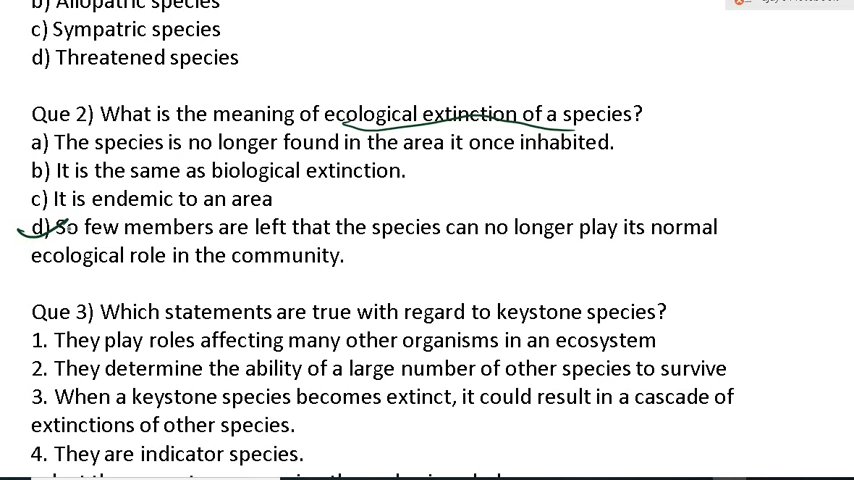 b) Allopatric species
c) Sympatric species
d) Threatened species
Que 2) What is the meaning of ecological extinction of a species?
a) The species is no longer found in the area it once inhabited.
b) It is the same as biological extinction.
c) It is endemic to an area
d) So few members are left that the species can no longer play its normal
ecological role in the community.
Que 3) Which statements are true with regard to keystone species?
1. They play roles affecting many other organisms in an ecosystem
2. They determine the ability of a large number of other species to survive
3. When a keystone species becomes extinct, it could result in a cascade of
extinctions of other species.
4. They are indicator species.